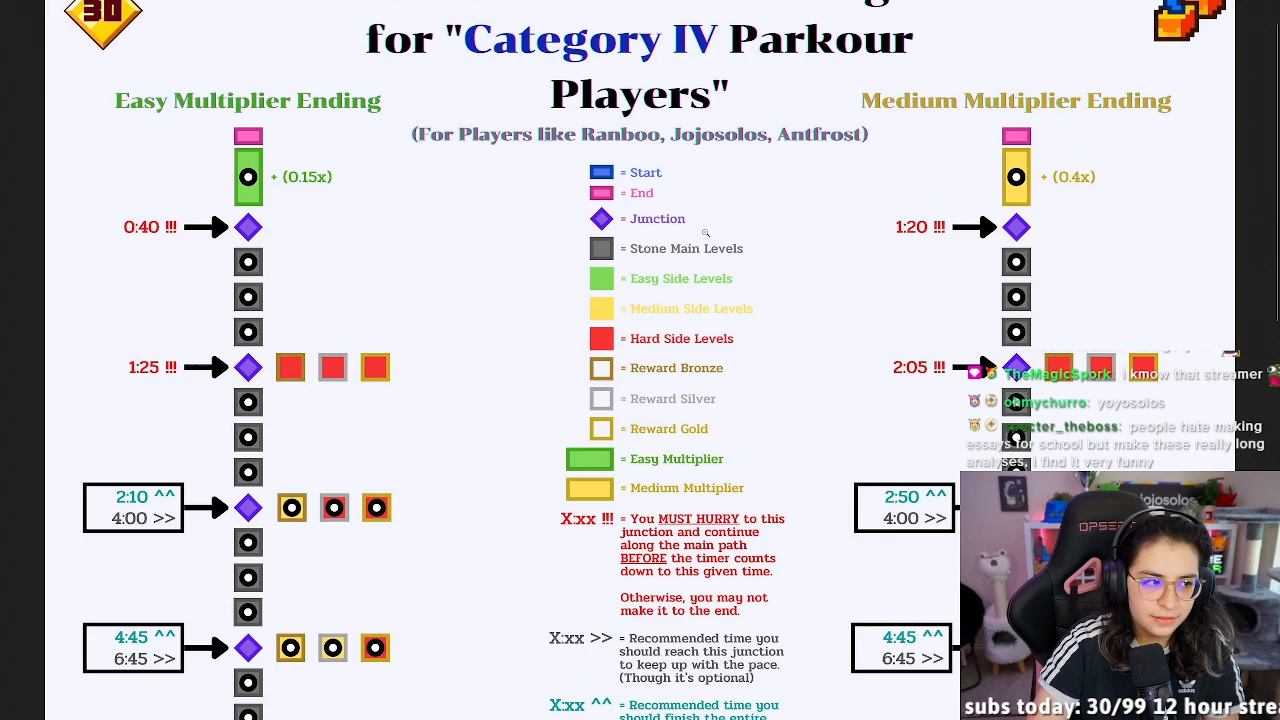 30
for "Category IV Parkour
Players"
Easy Multiplier Ending
Medium Multiplier Ending
(For Players like Ranboo, Jojosolos, Antfrost)
+ (0.15x)
0:40 !!!
1:25 !!!
2:10 ^^
4:00 >>
4:45 ^^
6:45 >>
= Start
= End
= Junction
= Stone Main Levels
= Easy Side Levels
= Medium Side Levels
= Hard Side Levels
= Reward Bronze
= Reward Silver
= Reward Gold
= Easy Multiplier
= Medium Multiplier
X:xx !!! = You MUST HURRY to this
junction and continue
along the main path
BEFORE the timer counts
down to this given time.
Otherwise, you may not
make it to the end.
X:xx >> = Recommended time you
should reach this junction
to keep up with the pace.
(Though it's optional)
X:xx ^^ = Recommended time you
should finish the entire
+ (0.4x)
1:20 !!!
2:05 !!!
2:50 ^^
4:00 >>
4:45 ^^
6:45 >>
TheMagicSpork: i kmow that streamer
ohmychurro: yoyosolos
people hate making
essays for school but make these really long
analyses, I find it very funny
jojosolos
OPSE
adidas
subs today: 30/99 12 hour stre